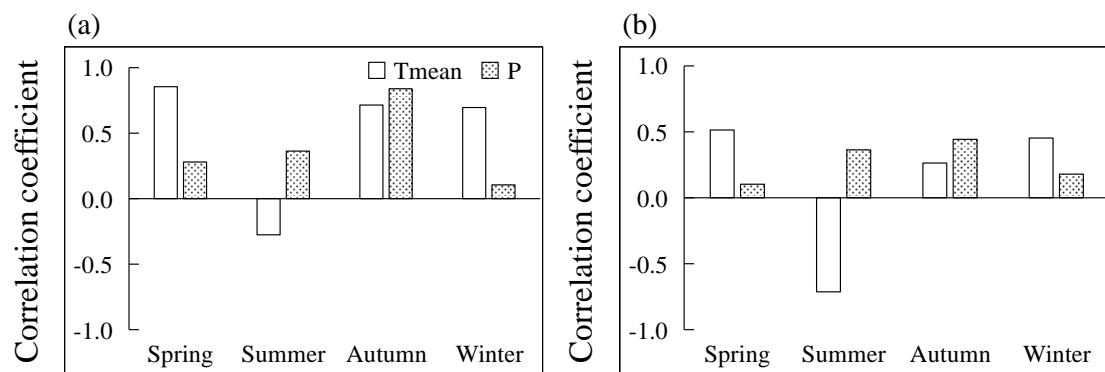 (a)
Correlation coefficient
1.0
0.5
0.0
-0.5
-1.0
Tmean P
Spring Summer Autumn Winter
(b)
Correlation coefficient
1.0
0.5
0.0
-0.5
-1.0
Spring Summer Autumn Winter